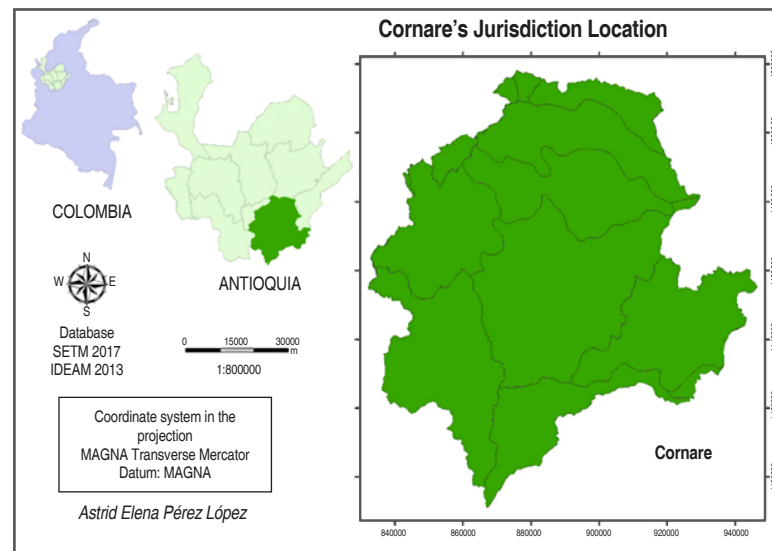 Cornare's Jurisdiction Location
COLOMBIA
ANTIOQUIA
N
W E
S
Database
SETM 2017
IDEAM 2013
0 15000 30000
m
1:800000
Coordinate system in the
projection
MAGNA Transverse Mercator
Datum: MAGNA
Astrid Elena Pérez López
Cornare
840000 860000 880000 900000 920000 940000